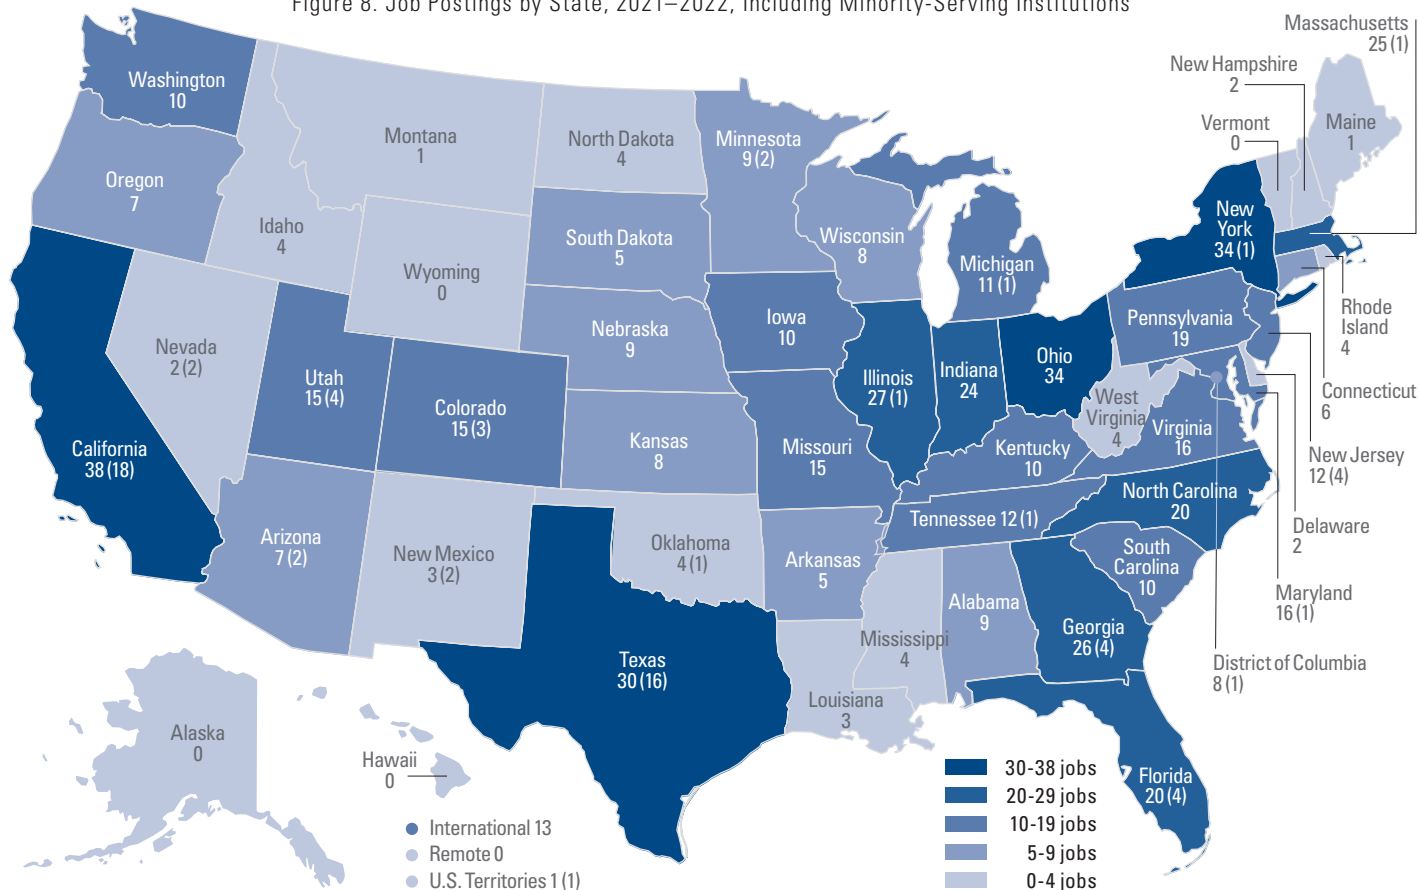 Figure 8. Job Postings by State, 2021–2022, Including Minority-Serving Institutions
Massachusetts
25 (1)
New Hampshire
2
Vermont
0
Maine
1
Washington
10
Montana
1
North Dakota
4
Minnesota
9 (2)
Oregon
7
Idaho
4
Wyoming
0
South Dakota
5
Wisconsin
8
Michigan
11 (1)
New
York
34 (1)
Rhode
Island
4
Nevada
2 (2)
Utah
15 (4)
Colorado
15 (3)
Nebraska
9
Iowa
10
Illinois
27 (1)
Indiana
24
Ohio
34
Pennsylvania
19
Connecticut
6
California
38 (18)
Kansas
8
Missouri
15
Kentucky
10
West
Virginia
4
Virginia
16
New Jersey
12 (4)
Arizona
7 (2)
New Mexico
3 (2)
Oklahoma
4 (1)
Arkansas
5
Tennessee 12 (1)
North Carolina
20
South
Carolina
10
Delaware
2
Maryland
16 (1)
District of Columbia
8 (1)
Texas
30 (16)
Louisiana
3
Mississippi
4
Alabama
9
Georgia
26 (4)
Florida
20 (4)
Alaska
0
Hawaii
0
International 13
Remote 0
U.S. Territories 1 (1)
30-38 jobs
20-29 jobs
10-19 jobs
5-9 jobs
0-4 jobs